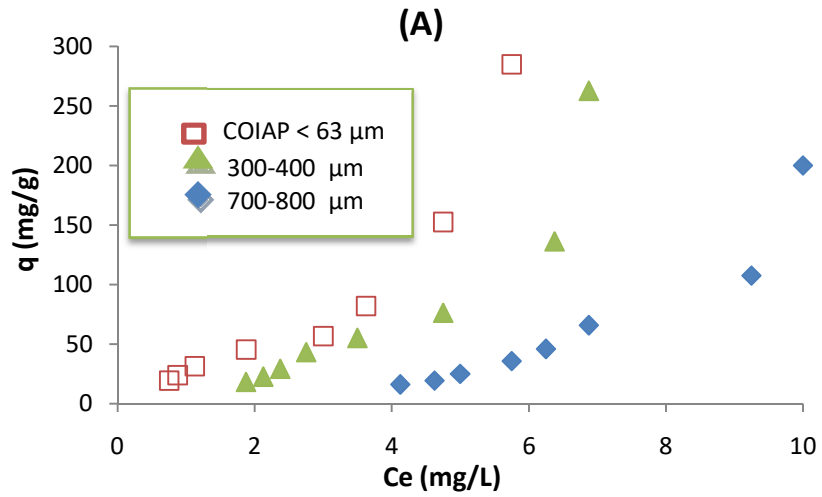 (A)
300
250
200
150
100
50
0
q (mg/g)
COIAP < 63 µm
300-400 µm
700-800 µm
0 2 4 6 8 10
Ce (mg/L)